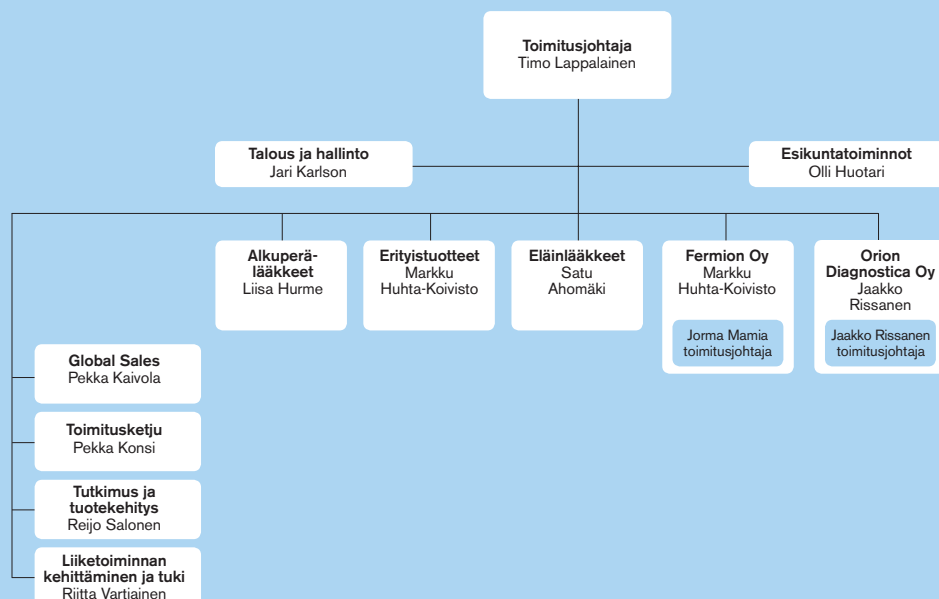 Toimitusjohtaja
Timo Lappalainen
Talous ja hallinto
Jari Karlson
Esikuntatoiminnot
Olli Huotari
Alkuperä-
lääkkeet
Liisa Hurme
Erityistuotteet
Markku
Huhta-Koivisto
Eläinlääkkeet
Satu
Ahomäki
Fermion Oy
Markku
Huhta-Koivisto
Jorma Mamia
toimitusjohtaja
Orion
Diagnostica Oy
Jaakko
Rissanen
Jaakko Rissanen
toimitusjohtaja
Global Sales
Pekka Kaivola
Toimitusketju
Pekka Konsi
Tutkimus ja
tuotekehitys
Reijo Salonen
Liiketoiminnan
kehittäminen ja tuki
Riitta Vartiainen